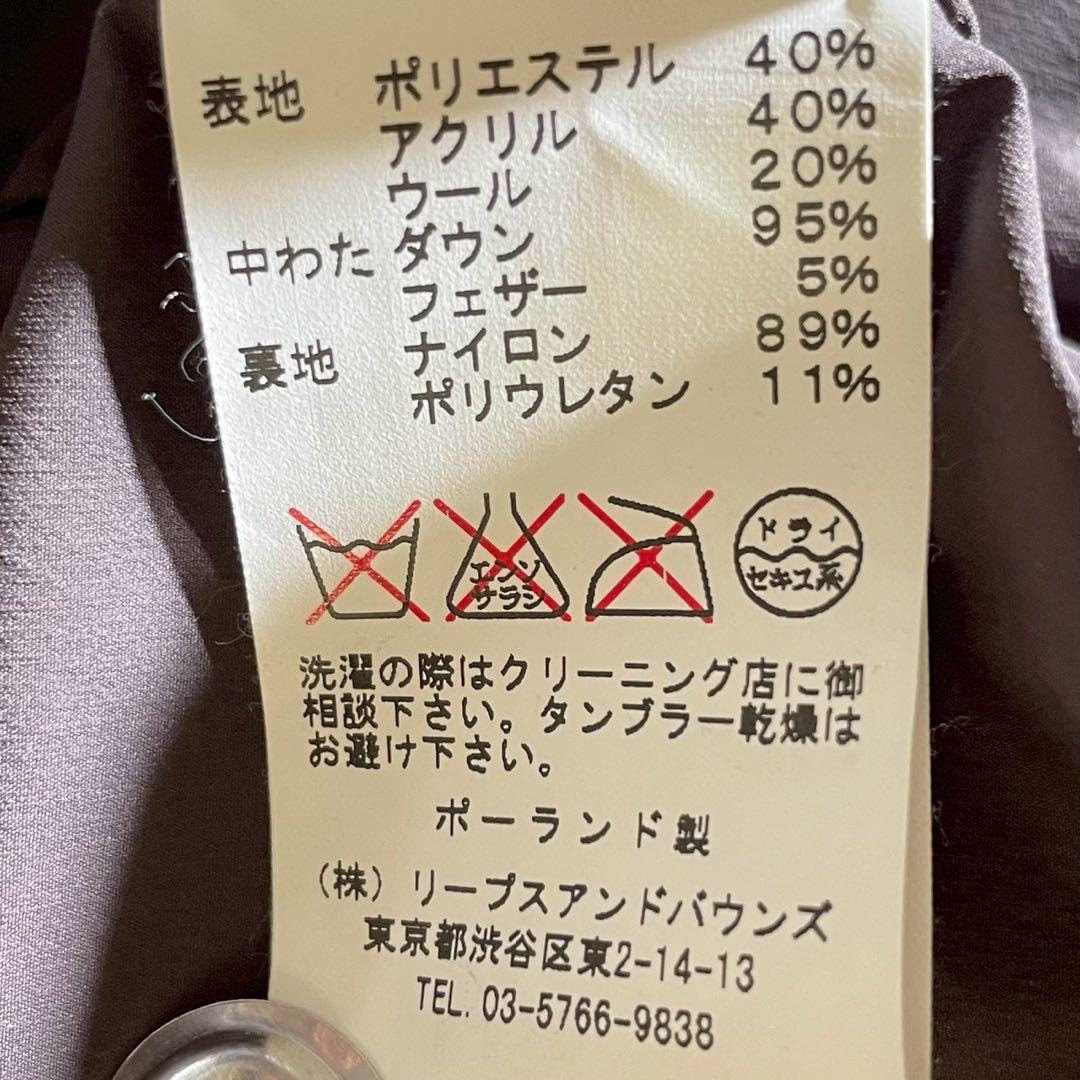 表地 ポリエステル 40%
アクリル 40%
ウール 20%
中わた ダウン 95%
フェザー 5%
裏地 ナイロン 89%
ポリウレタン 11%
エンソ
サラシ
ドライ
セキユ系
洗濯の際はクリーニング店に御
相談下さい。タンブラー乾燥は
お避け下さい。
ポーランド製
(株)リープスアンドバウンズ
東京都渋谷区東2-14-13
TEL. 03-5766-9838